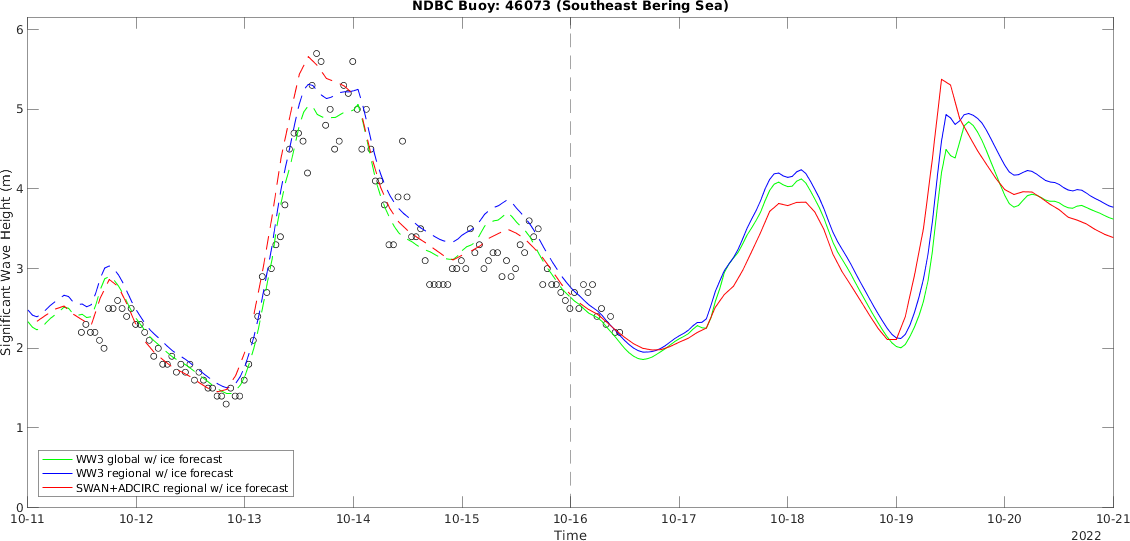 NDBC Buoy: 46073 (Southeast Bering Sea)
Significant Wave Height (m)
6
5
4
3
2
1
0
WW3 global w/ ice forecast
WW3 regional w/ ice forecast
SWAN+ADCIRC regional w/ ice forecast
10-11 10-12 10-13 10-14 10-15 10-16 10-17 10-18 10-19 10-20 10-21
Time
2022